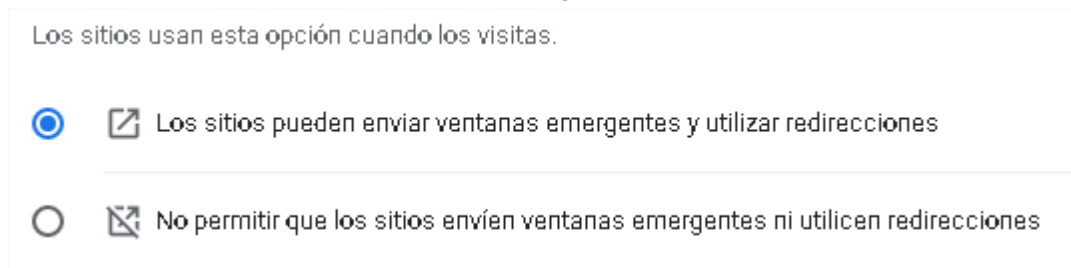 Los sitios usan esta opción cuando los visitas.
Los sitios pueden enviar ventanas emergentes y utilizar redirecciones
No permitir que los sitios envíen ventanas emergentes ni utilicen redirecciones